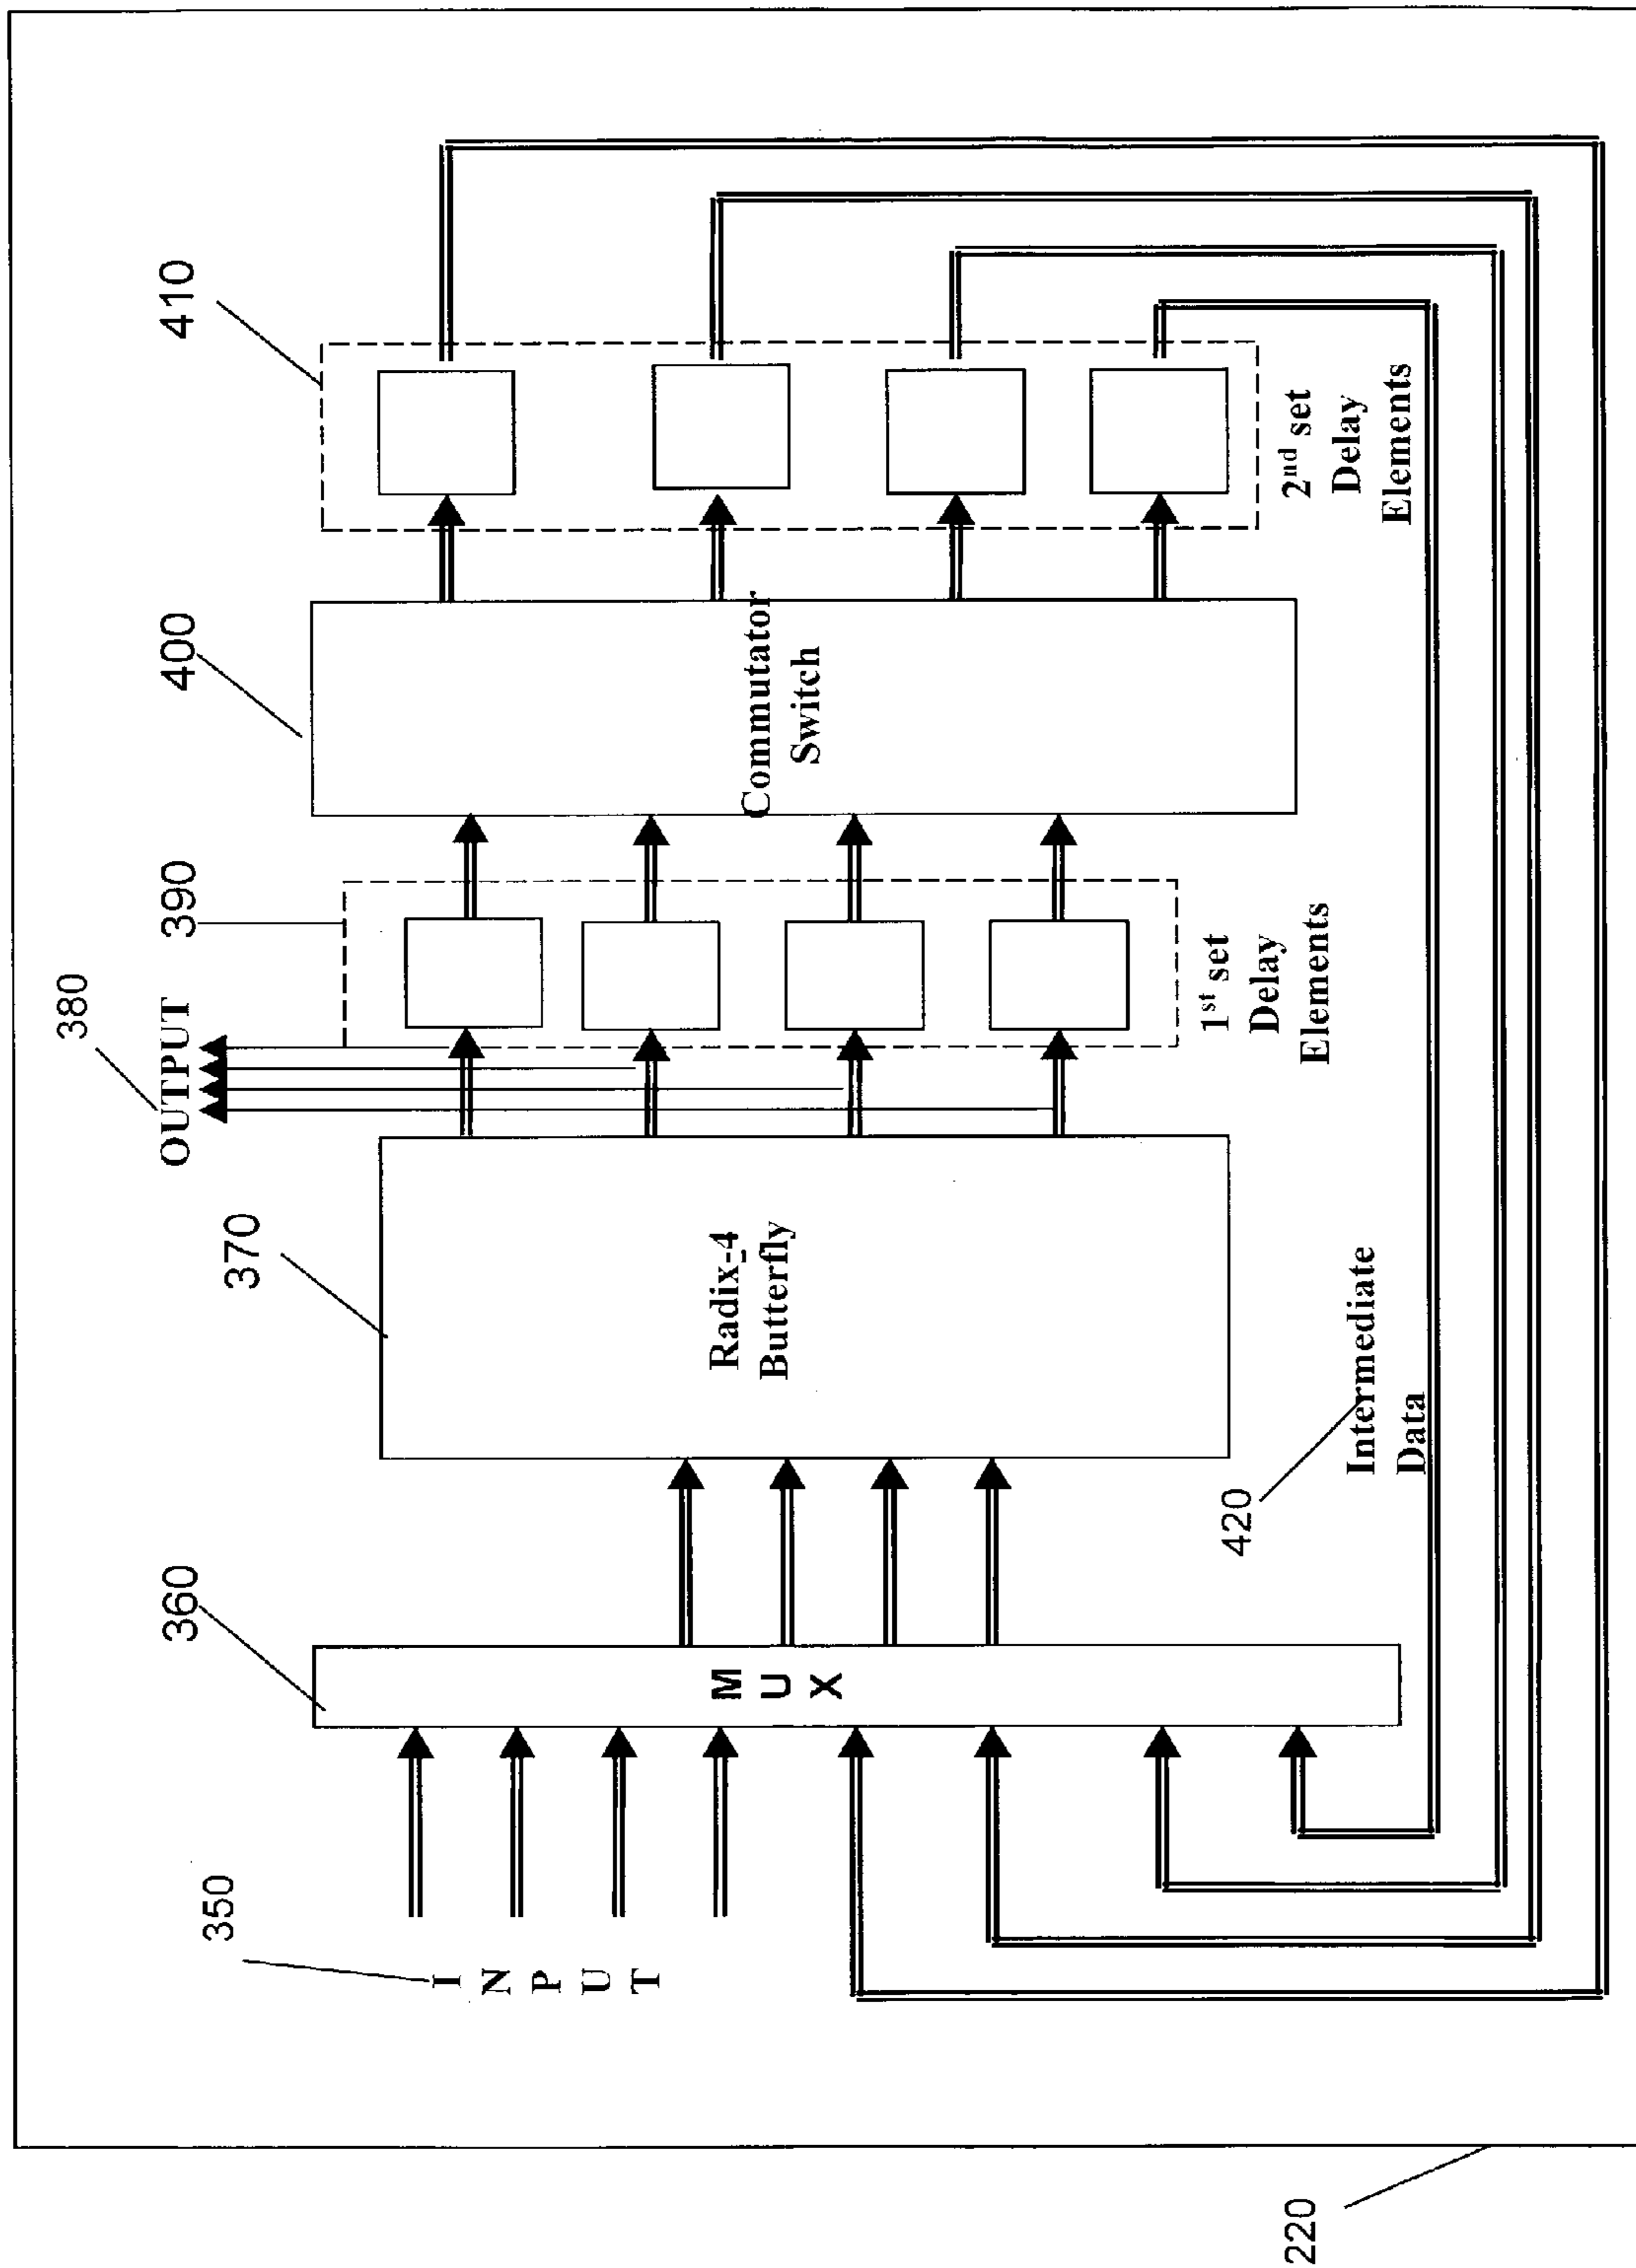 380
OUTPUT
350
360
370
390
400
410
I
N
P
U
T
M
U
X
Radix-4
Butterfly
Commutator
Switch
1st set
Delay
Elements
2nd set
Delay
Elements
420
Intermediate
Data
220